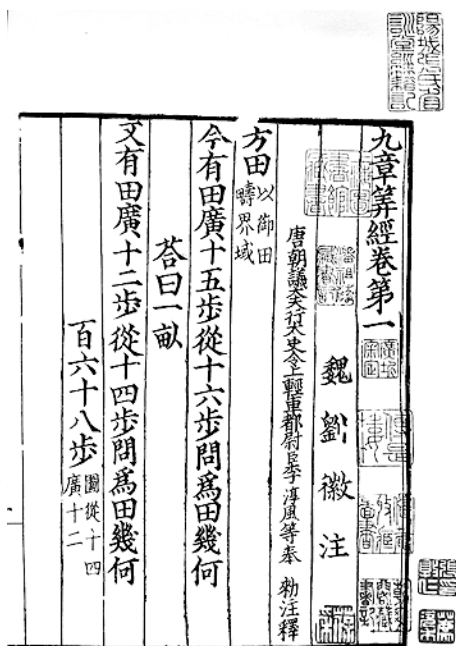 九章筭經卷第一
魏劉徽注
唐朝議大夫行太史令上輕車都尉臣李淳風等奉 勑注釋
方田以御田
疇界域
今有田廣十五步從十六步問爲田幾何
荅曰一畝
又有田廣十二步從十四步問爲田幾何
百六十八步圖從十四
廣十二